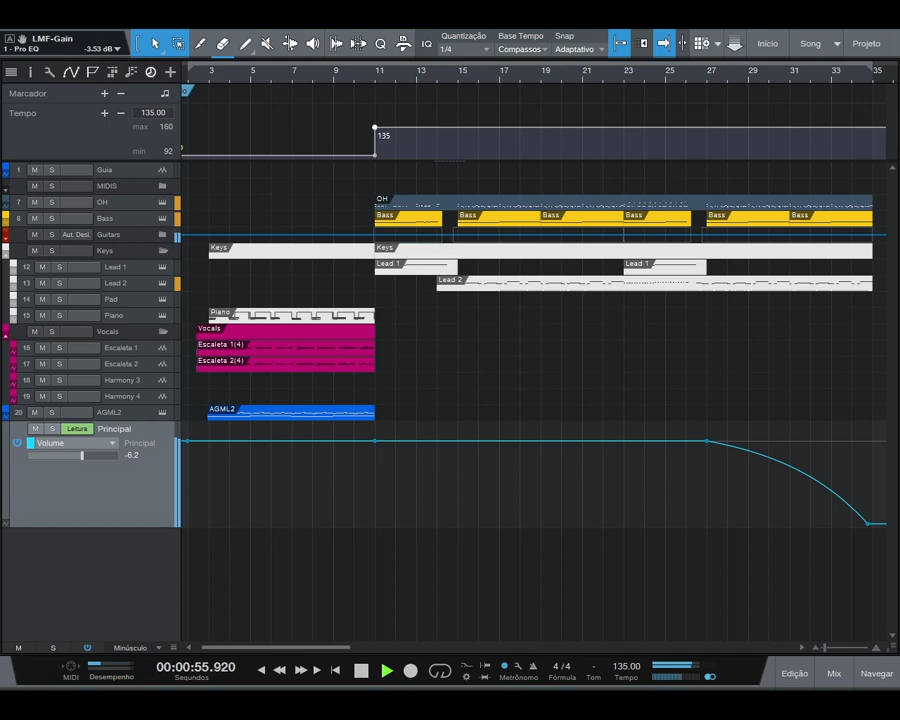 LMF-Gain
1 - Pro EQ -3.53 dB
IQ
Quantização
1/4
Base Tempo
Compassos
Snap
Adaptativo
Início
Song
Projeto
3 5 7 9 11 13 15 17 19 21 23 25 27 29 31 33 35
Marcador
Tempo 135.00
max 160
min 92
135
1 M S Guia
M S MIDIS
7 M S OH
OH
8 M S Bass
Bass Bass Bass Bass Bass Bass
M S Aut. Desl. Guitars
M S Keys
Keys Keys
12 M S Lead 1
Lead 1 Lead 1
13 M S Lead 2
Lead 2
14 M S Pad
15 M S Piano
Piano
M S Vocals
Vocals
16 M S Escaleta 1
Escaleta 1(4)
17 M S Escaleta 2
Escaleta 2(4)
18 M S Harmony 3
19 M S Harmony 4
20 M S AGML2
AGML2
M S Leitura Principal
Volume Principal
-6.2
M S Minúsculo
MIDI
Desempenho
00:00:55.920
Segundos
Metrônomo
4 / 4
Fórmula
-
Tom
135.00
Tempo
Edição
Mix
Navegar